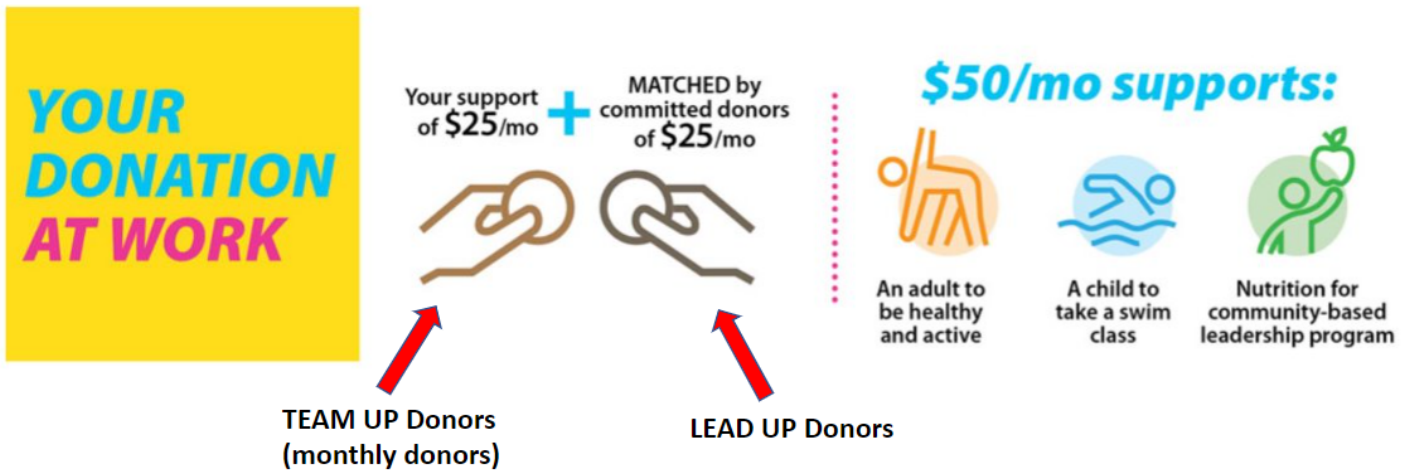 YOUR
DONATION
AT WORK
Your support
of $25/mo
+
MATCHED by
committed donors
of $25/mo
$50/mo supports:
An adult to
be healthy
and active
A child to
take a swim
class
Nutrition for
community-based
leadership program
TEAM UP Donors
(monthly donors)
LEAD UP Donors